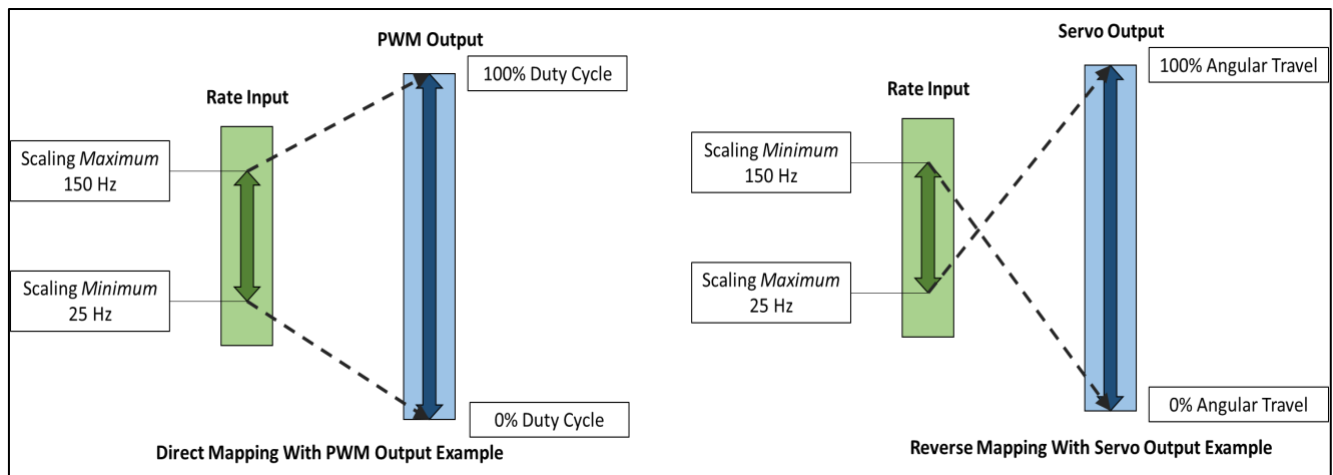 PWM Output
100% Duty Cycle
Rate Input
Scaling Maximum
150 Hz
Scaling Minimum
25 Hz
0% Duty Cycle
Direct Mapping With PWM Output Example
Servo Output
100% Angular Travel
Rate Input
Scaling Minimum
150 Hz
Scaling Maximum
25 Hz
0% Angular Travel
Reverse Mapping With Servo Output Example